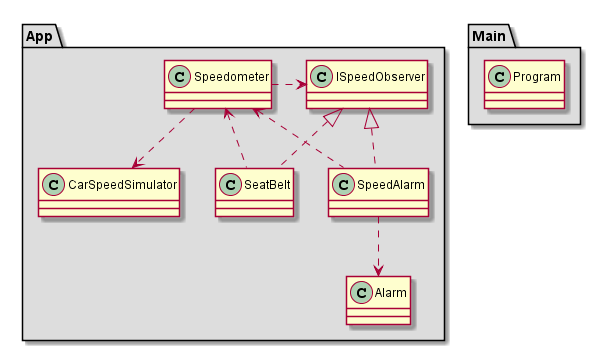 App
Main
C Speedometer
C ISpeedObserver
C Program
C CarSpeedSimulator
C SeatBelt
C SpeedAlarm
C Alarm